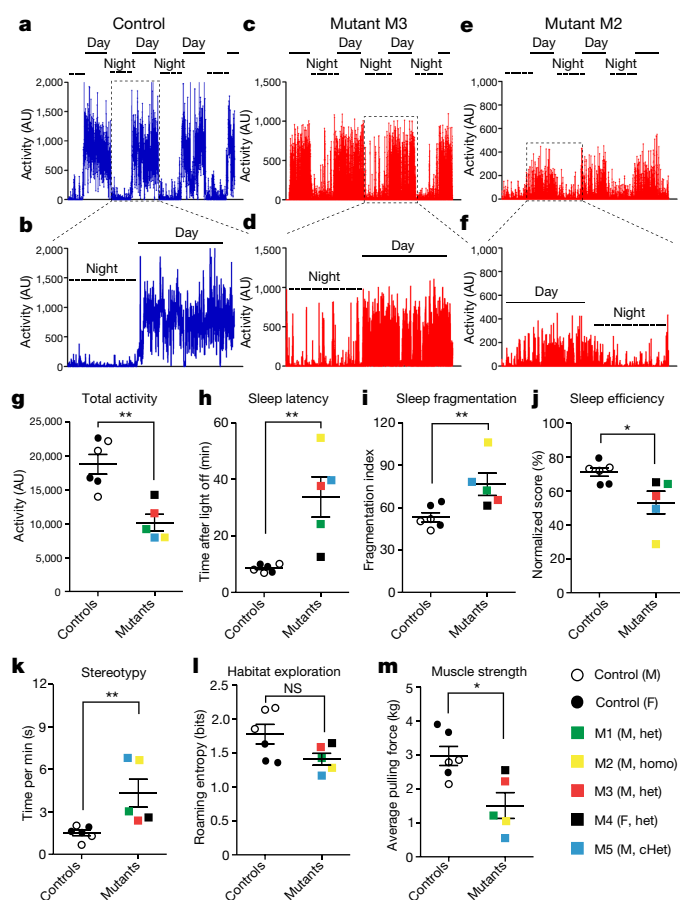 a Control
Day Day Day
Night Night
Activity (AU)
2,000
1,500
1,000
500
0
c Mutant M3
Day Day
Night Night
Activity (AU)
2,000
1,500
1,000
500
0
e Mutant M2
Day Day
Night Night
Activity (AU)
1,000
800
600
400
200
0
b
Day
Night
Activity (AU)
2,000
1,500
1,000
500
0
d
Day
Night
Activity (AU)
1,500
1,000
500
0
f
Day
Night
Activity (AU)
1,000
800
600
400
200
0
g Total activity
**
Activity (AU)
25,000
20,000
15,000
10,000
5,000
0
Controls
Mutants
h Sleep latency
**
Time after light off (min)
60
40
20
0
Controls
Mutants
i Sleep fragmentation
**
Fragmentation index
120
90
60
30
0
Controls
Mutants
j Sleep efficiency
*
Normalized score (%)
100
80
60
40
20
0
Controls
Mutants
k Stereotypy
**
Time per min (s)
12
9
6
3
0
Controls
Mutants
l Habitat exploration
NS
Roaming entropy (bits)
2.5
2.0
1.5
1.0
0.5
0
Controls
Mutants
m Muscle strength
*
Average pulling force (kg)
5
4
3
2
1
0
Controls
Mutants
Control (M)
Control (F)
M1 (M, het)
M2 (M, homo)
M3 (M, het)
M4 (F, het)
M5 (M, cHet)